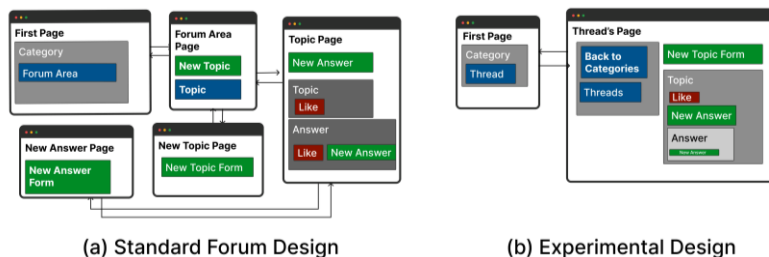 First Page
Category
Forum Area
Forum Area
Page
New Topic
Topic
Topic Page
New Answer
Topic
Like
Answer
Like
New Answer
New Answer Page
New Answer
Form
New Topic Page
New Topic Form
(a) Standard Forum Design
First Page
Category
Thread
Thread's Page
Back to
Categories
Threads
New Topic Form
Topic
Like
New Answer
Answer
New Answer
(b) Experimental Design